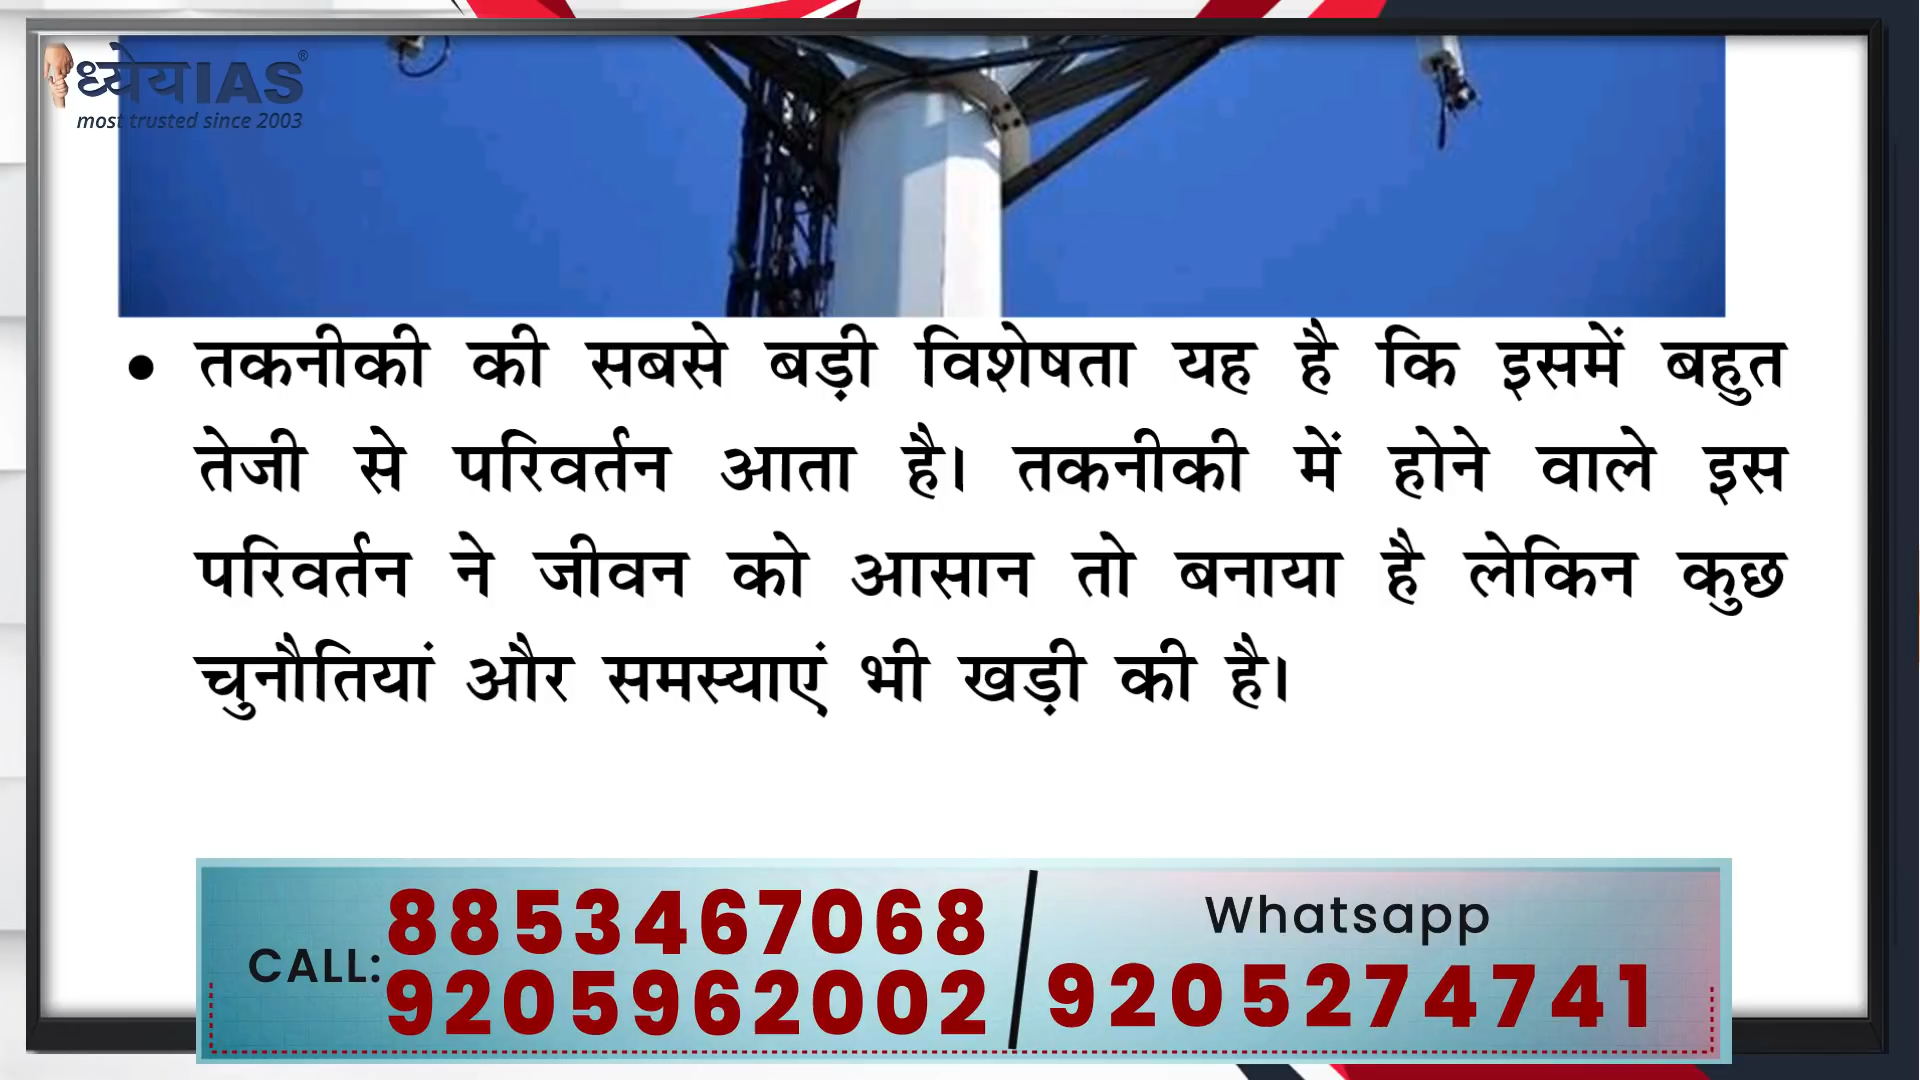 ध्येयIAS®
most trusted since 2003
• तकनीकी की सबसे बड़ी विशेषता यह है कि इसमें बहुत
तेजी से परिवर्तन आता है। तकनीकी में होने वाले इस
परिवर्तन ने जीवन को आसान तो बनाया है लेकिन कुछ
चुनौतियां और समस्याएं भी खड़ी की है।
CALL:
8853467068
9205962002
Whatsapp
9205274741